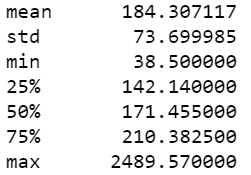 mean 184.307117
std 73.699985
min 38.500000
25% 142.140000
50% 171.455000
75% 210.382500
max 2489.570000